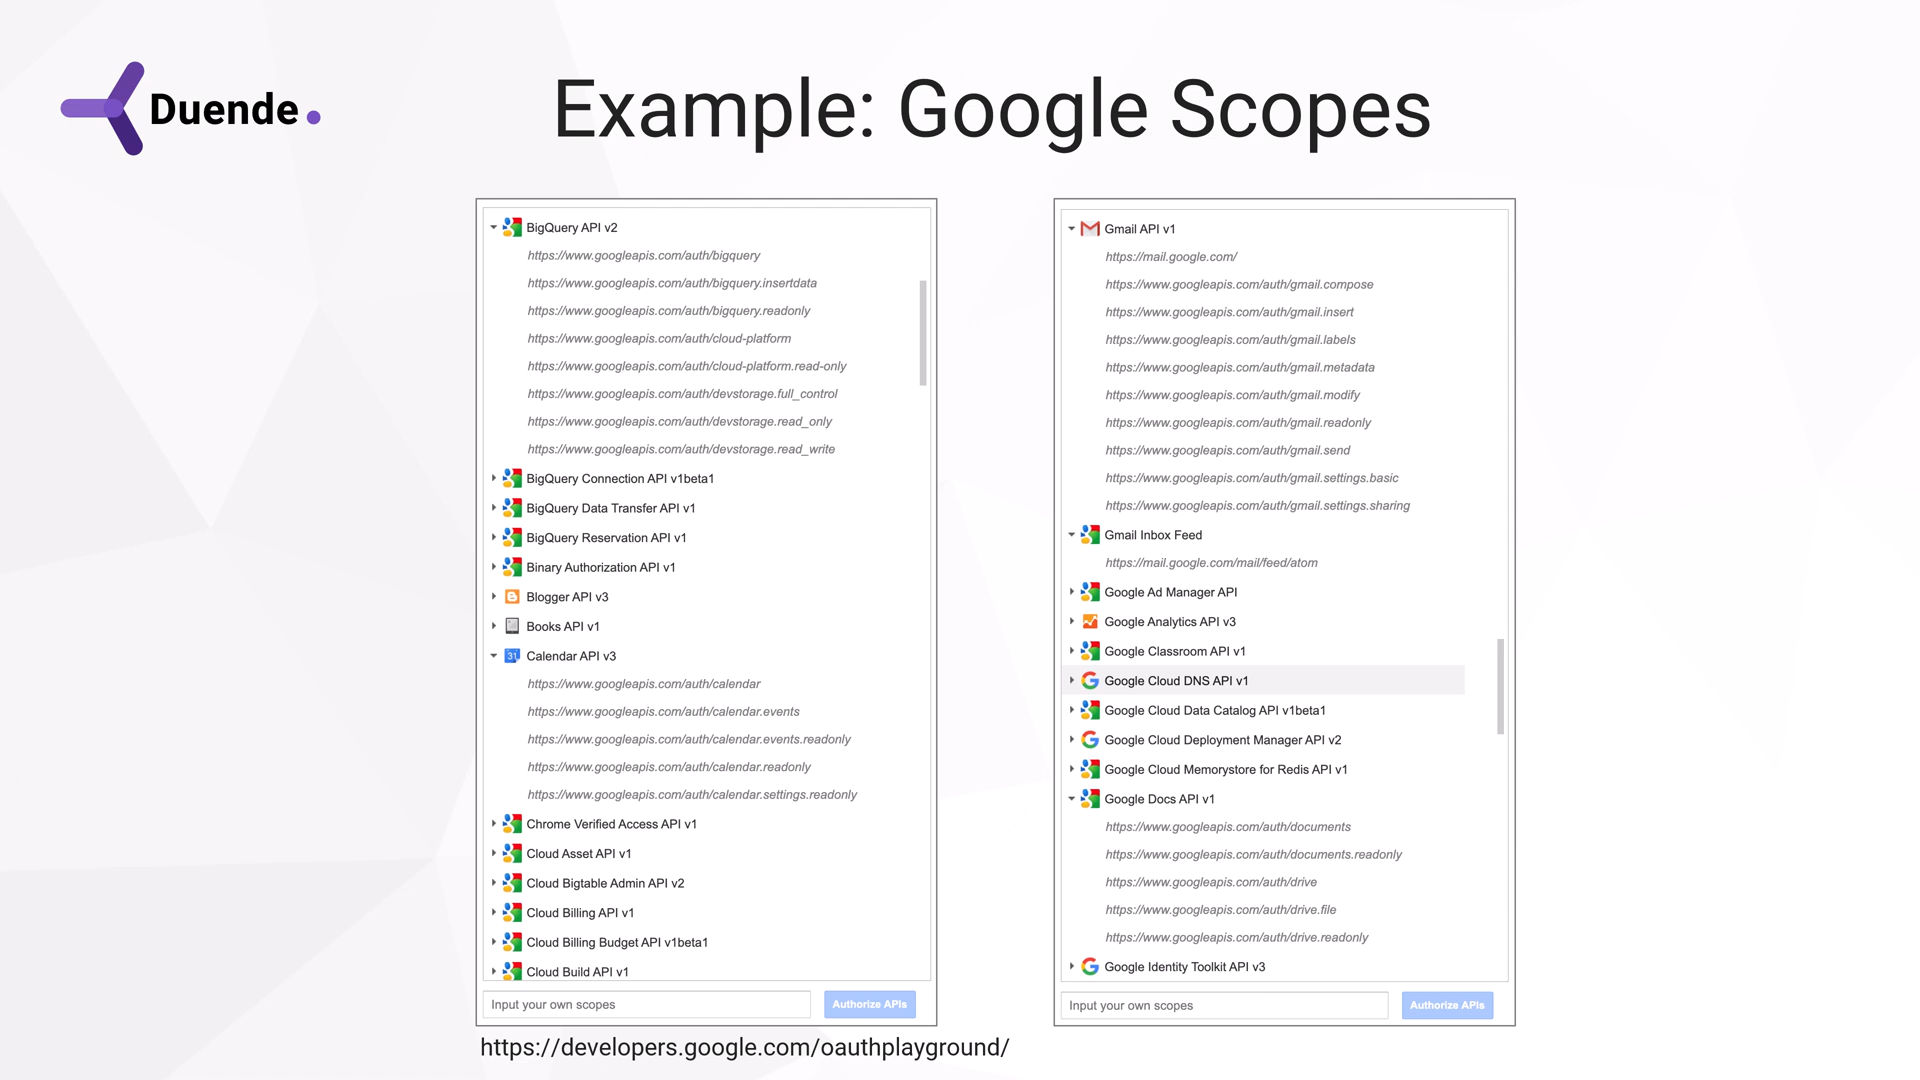 Duende
Example: Google Scopes
BigQuery API v2
https://www.googleapis.com/auth/bigquery
https://www.googleapis.com/auth/bigquery.insertdata
https://www.googleapis.com/auth/bigquery.readonly
https://www.googleapis.com/auth/cloud-platform
https://www.googleapis.com/auth/cloud-platform.read-only
https://www.googleapis.com/auth/devstorage.full_control
https://www.googleapis.com/auth/devstorage.read_only
https://www.googleapis.com/auth/devstorage.read_write
BigQuery Connection API v1beta1
BigQuery Data Transfer API v1
BigQuery Reservation API v1
Binary Authorization API v1
Blogger API v3
Books API v1
31 Calendar API v3
https://www.googleapis.com/auth/calendar
https://www.googleapis.com/auth/calendar.events
https://www.googleapis.com/auth/calendar.events.readonly
https://www.googleapis.com/auth/calendar.readonly
https://www.googleapis.com/auth/calendar.settings.readonly
Chrome Verified Access API v1
Cloud Asset API v1
Cloud Bigtable Admin API v2
Cloud Billing API v1
Cloud Billing Budget API v1beta1
Cloud Build API v1
Input your own scopes
Authorize APIs
Gmail API v1
https://mail.google.com/
https://www.googleapis.com/auth/gmail.compose
https://www.googleapis.com/auth/gmail.insert
https://www.googleapis.com/auth/gmail.labels
https://www.googleapis.com/auth/gmail.metadata
https://www.googleapis.com/auth/gmail.modify
https://www.googleapis.com/auth/gmail.readonly
https://www.googleapis.com/auth/gmail.send
https://www.googleapis.com/auth/gmail.settings.basic
https://www.googleapis.com/auth/gmail.settings.sharing
Gmail Inbox Feed
https://mail.google.com/mail/feed/atom
Google Ad Manager API
Google Analytics API v3
Google Classroom API v1
Google Cloud DNS API v1
Google Cloud Data Catalog API v1beta1
Google Cloud Deployment Manager API v2
Google Cloud Memorystore for Redis API v1
Google Docs API v1
https://www.googleapis.com/auth/documents
https://www.googleapis.com/auth/documents.readonly
https://www.googleapis.com/auth/drive
https://www.googleapis.com/auth/drive.file
https://www.googleapis.com/auth/drive.readonly
Google Identity Toolkit API v3
Input your own scopes
Authorize APIs
https://developers.google.com/oauthplayground/